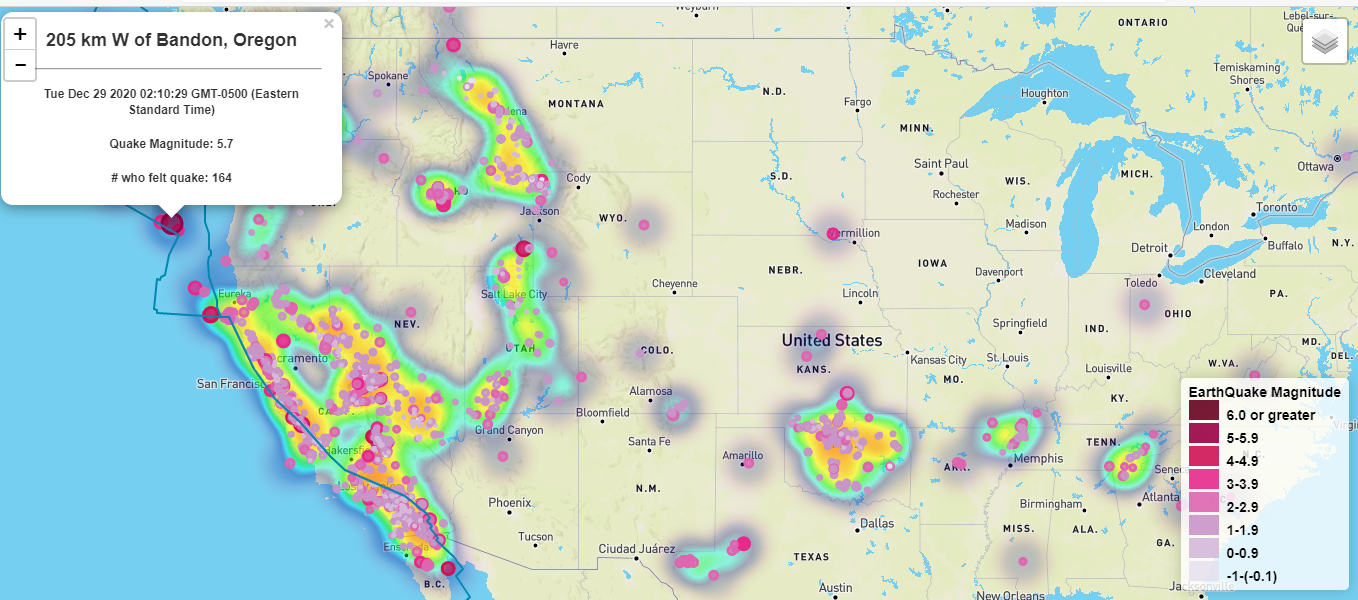 +
−
×
205 km W of Bandon, Oregon
Tue Dec 29 2020 02:10:29 GMT-0500 (Eastern
Standard Time)
Quake Magnitude: 5.7
# who felt quake: 164
Weyburn
ONTARIO
Lebel-sur-
Temiskaming
Shores
Spokane
Havre
MONTANA
N.D.
Fargo
MINN.
Houghton
Ottawa
Cody
Jackson
WYO.
S.D.
Saint Paul
Rochester
WIS.
MICH.
Madison
Toronto
London
Buffalo
N.Y.
Detroit
Cleveland
Toledo
OHIO
PA.
Vermillion
NEBR.
IOWA
Davenport
Lincoln
Cheyenne
Salt Lake City
Eureka
NEV.
UTAH
COLO.
United States
KANS.
Kansas City
MO.
Springfield
St. Louis
IND.
Louisville
KY.
W.VA.
MD.
DEL.
cramento
San Francisc
Alamosa
Bloomfield
Grand Canyon
Santa Fe
Amarillo
N.M.
Phoenix
Tucson
Ciudad Juárez
Ensenada
B.C.
Dallas
TEXAS
Austin
ARK.
Memphis
TENN.
Birmingham
MISS.
ALA.
Atlanta
GA.
New Orleans
Jacksonville
EarthQuake Magnitude
6.0 or greater
5-5.9
4-4.9
3-3.9
2-2.9
1-1.9
0-0.9
-1-(-0.1)